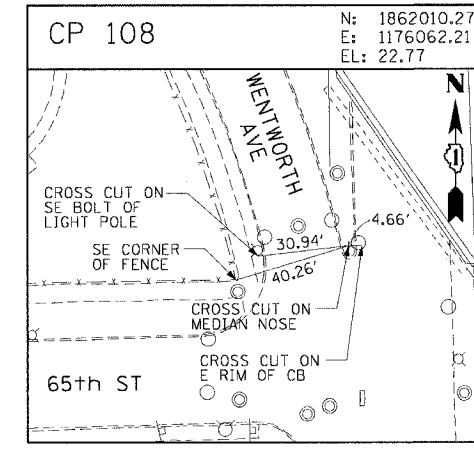 CP 108
N: 1862010.27
E: 1176062.21
EL: 22.77
N
WENTWORTH
AVE
CROSS CUT ON
SE BOLT OF
LIGHT POLE
4.66'
30.94'
SE CORNER
OF FENCE
40.26'
CROSS CUT ON
MEDIAN NOSE
CROSS CUT ON
E RIM OF CB
65th ST